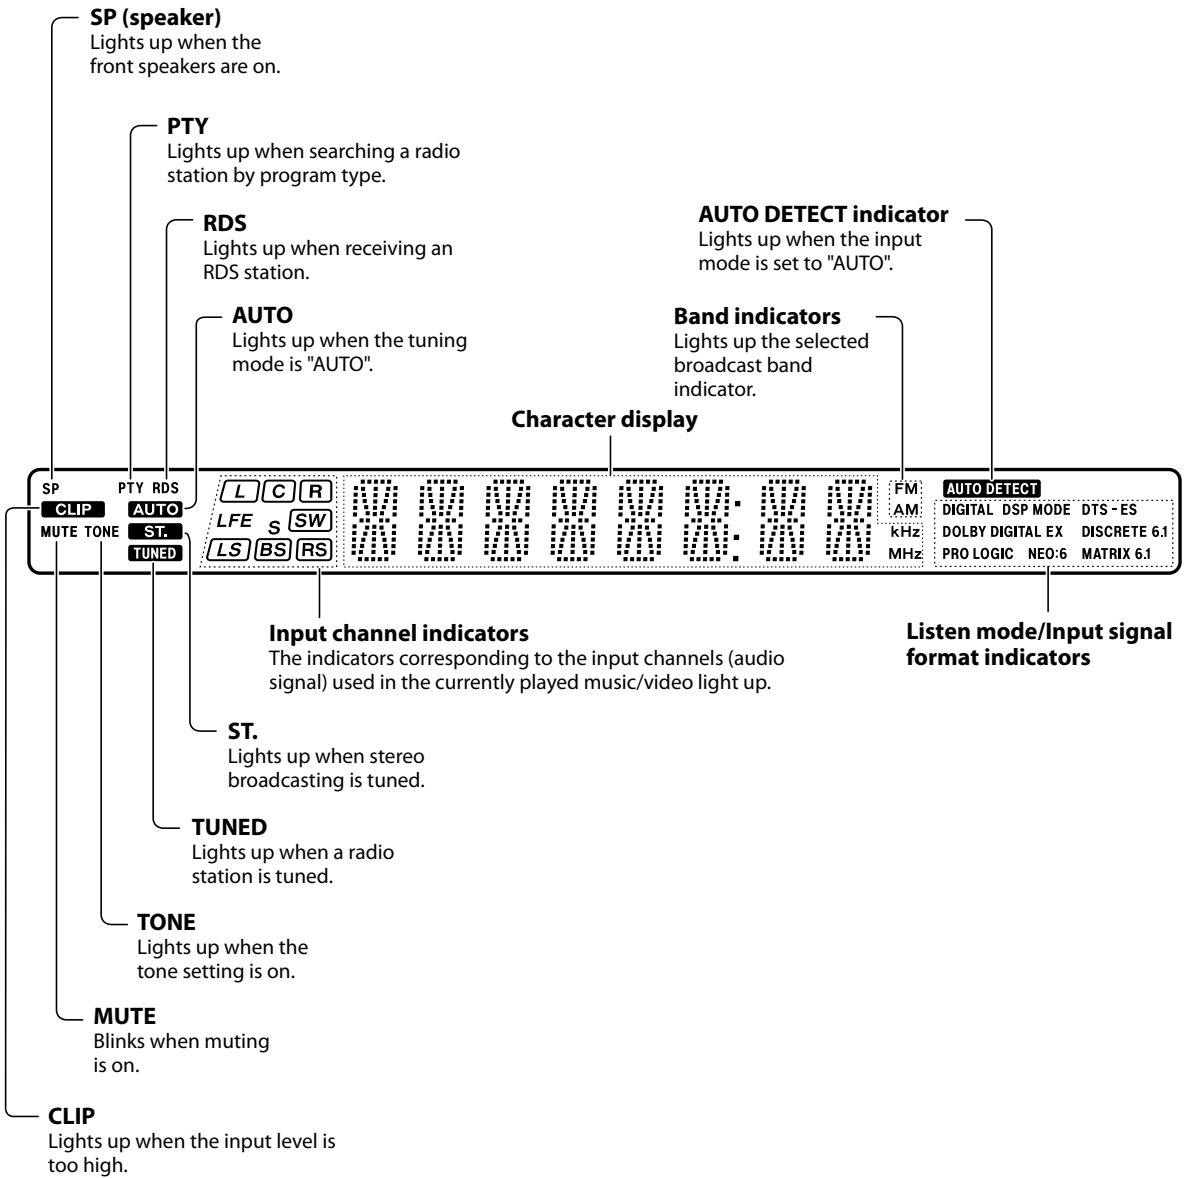 SP (speaker)
Lights up when the
front speakers are on.
PTY
Lights up when searching a radio
station by program type.
RDS
Lights up when receiving an
RDS station.
AUTO
Lights up when the tuning
mode is "AUTO".
AUTO DETECT indicator
Lights up when the input
mode is set to "AUTO".
Band indicators
Lights up the selected
broadcast band
indicator.
Character display
SP PTY RDS
CLIP AUTO
MUTE TONE ST.
TUNED
L C R
LFE S SW
LS BS RS
FM
AM
kHz
MHz
AUTO DETECT
DIGITAL DSP MODE DTS-ES
DOLBY DIGITAL EX DISCRETE 6.1
PRO LOGIC NEO:6 MATRIX 6.1
Input channel indicators
The indicators corresponding to the input channels (audio
signal) used in the currently played music/video light up.
Listen mode/Input signal
format indicators
ST.
Lights up when stereo
broadcasting is tuned.
TUNED
Lights up when a radio
station is tuned.
TONE
Lights up when the
tone setting is on.
MUTE
Blinks when muting
is on.
CLIP
Lights up when the input level is
too high.